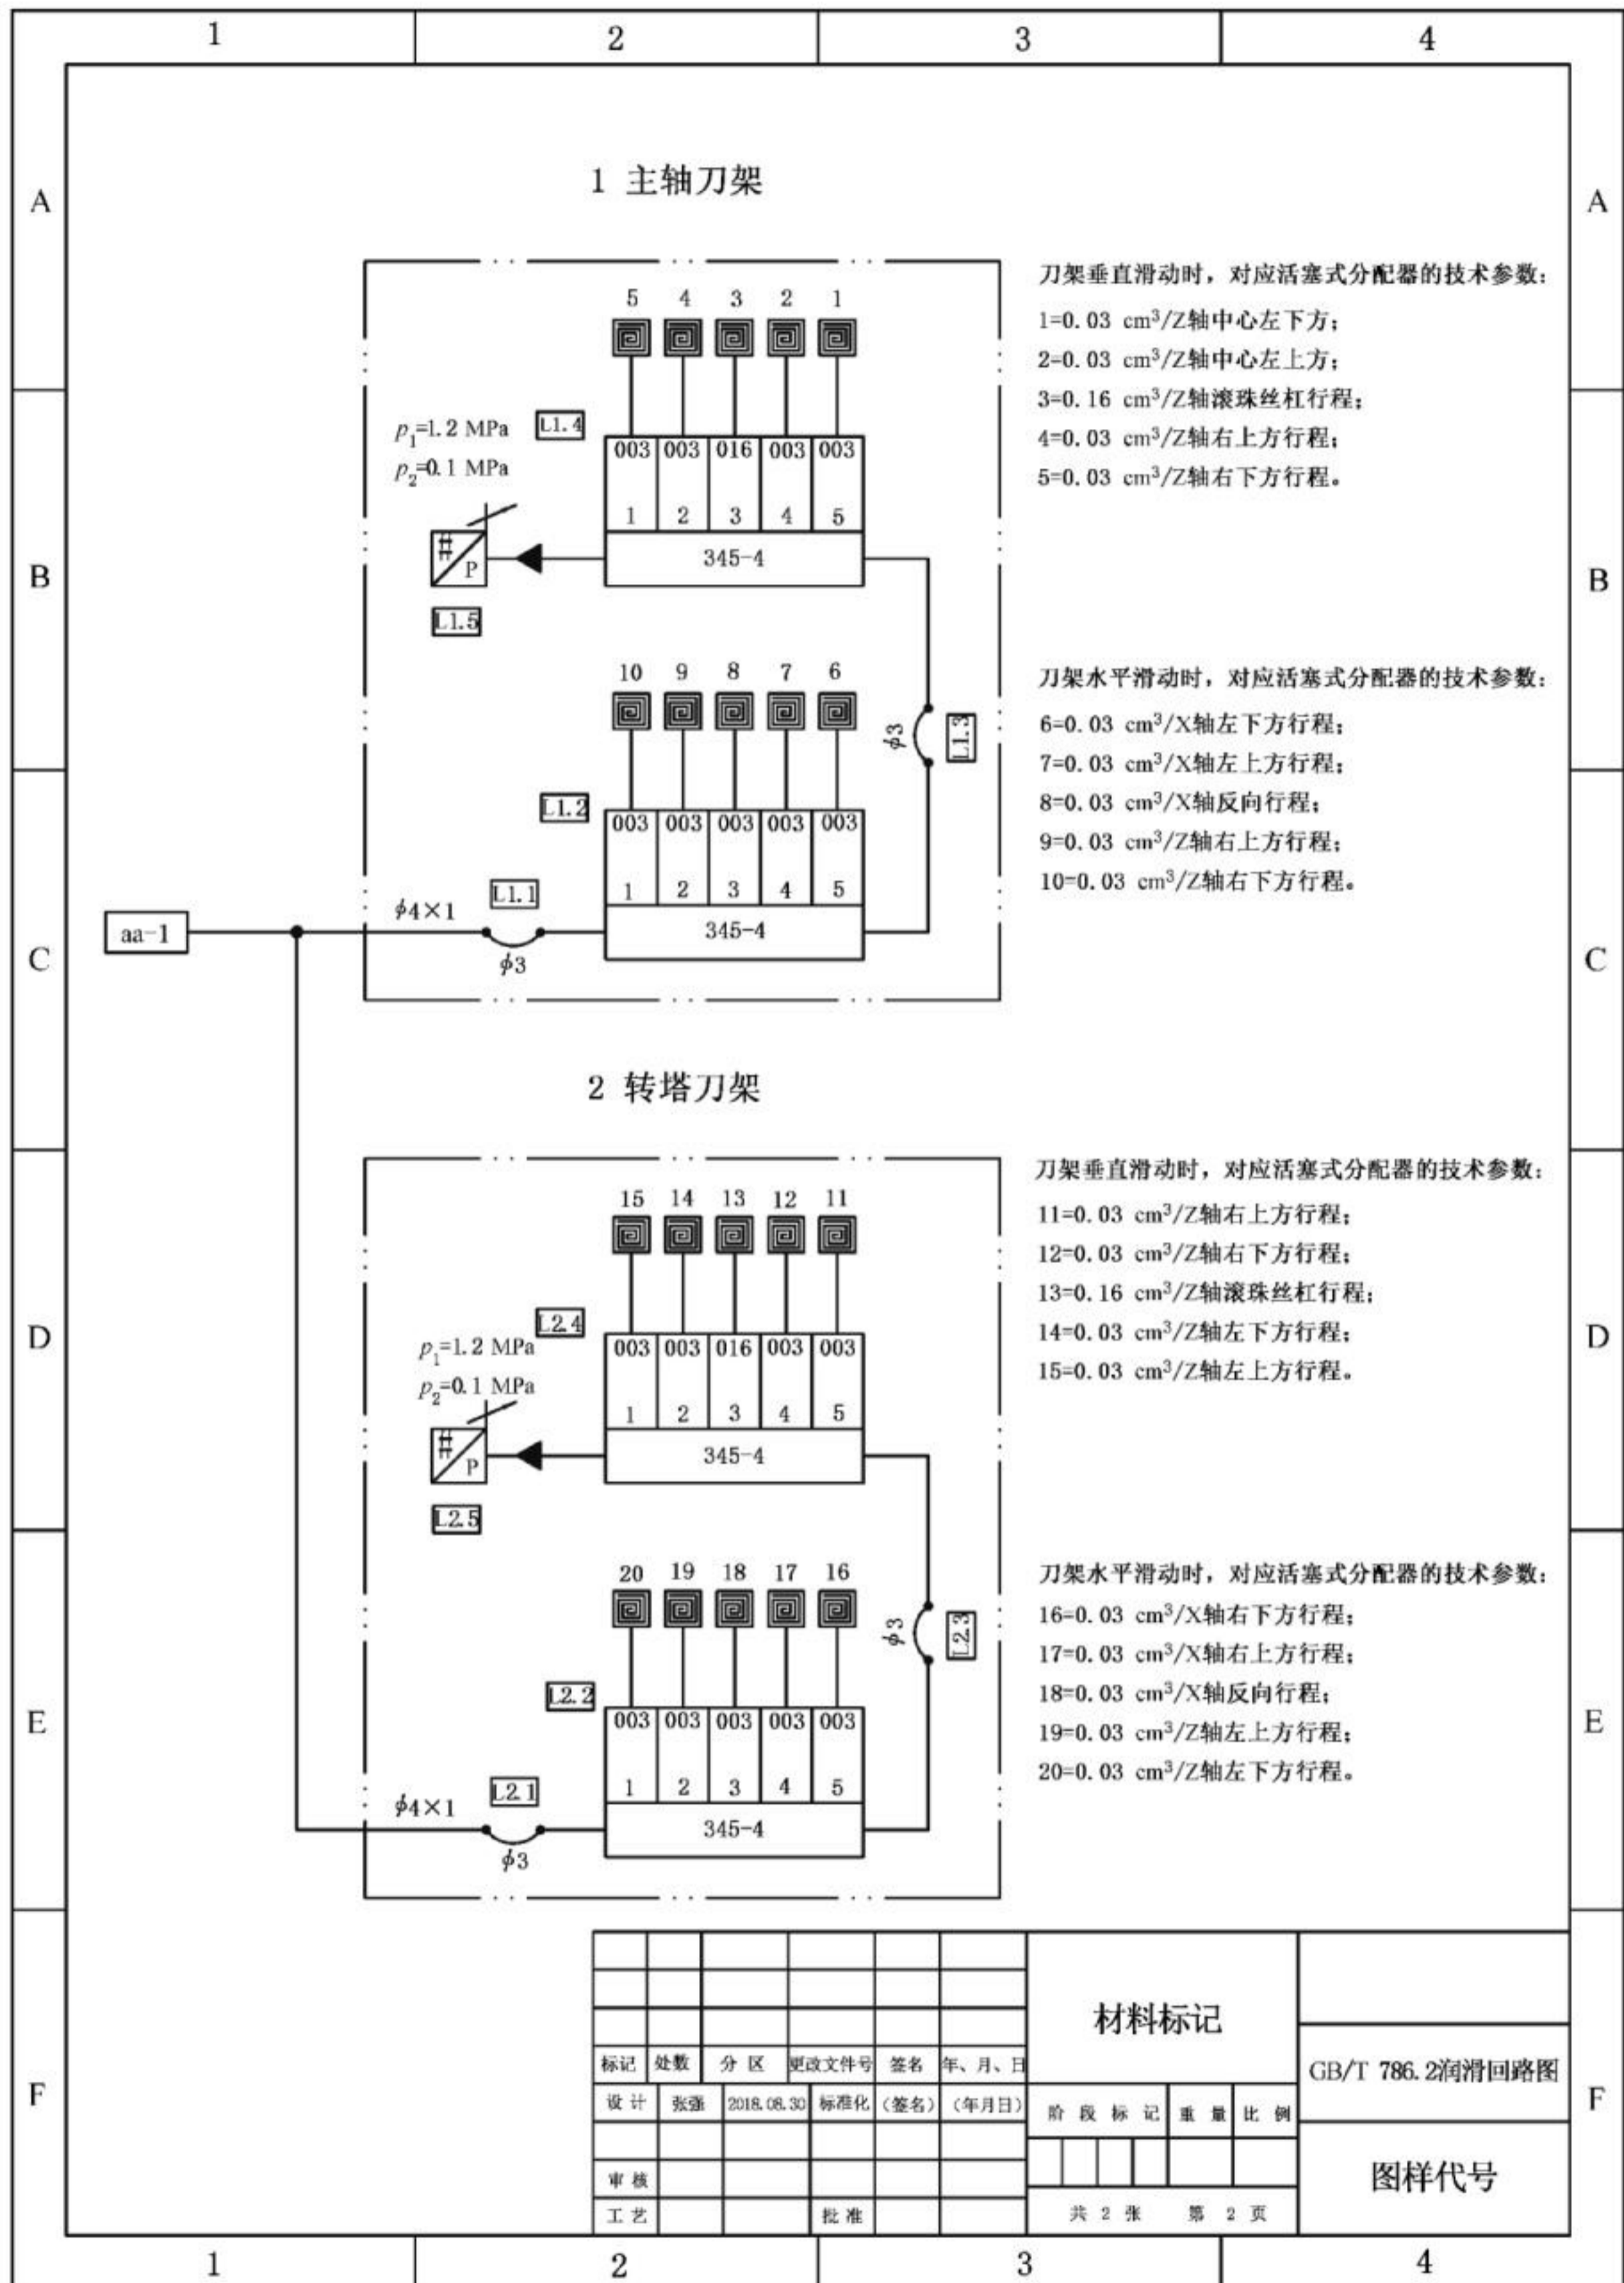 1 2 3 4
A A
1 主轴刀架
刀架垂直滑动时，对应活塞式分配器的技术参数：
5 4 3 2 1
1=0.03 cm³/Z轴中心左下方；
2=0.03 cm³/Z轴中心左上方；
3=0.16 cm³/Z轴滚珠丝杠行程；
4=0.03 cm³/Z轴右上方行程；
5=0.03 cm³/Z轴右下方行程。
p₁=1.2 MPa
p₂=0.1 MPa
L1.4
003 003 016 003 003
1 2 3 4 5
345-4
P
L1.5
B B
刀架水平滑动时，对应活塞式分配器的技术参数：
10 9 8 7 6
6=0.03 cm³/X轴左下方行程；
7=0.03 cm³/X轴左上方行程；
8=0.03 cm³/X轴反向行程；
9=0.03 cm³/Z轴右上方行程；
10=0.03 cm³/Z轴右下方行程。
ϕ3
L1.3
L1.2
003 003 003 003 003
1 2 3 4 5
345-4
L1.1
ϕ4×1
ϕ3
aa-1
C C
2 转塔刀架
刀架垂直滑动时，对应活塞式分配器的技术参数：
15 14 13 12 11
11=0.03 cm³/Z轴右上方行程；
12=0.03 cm³/Z轴右下方行程；
13=0.16 cm³/Z轴滚珠丝杠行程；
14=0.03 cm³/Z轴左下方行程；
15=0.03 cm³/Z轴左上方行程。
L2.4
p₁=1.2 MPa
p₂=0.1 MPa
003 003 016 003 003
1 2 3 4 5
345-4
P
L2.5
D D
刀架水平滑动时，对应活塞式分配器的技术参数：
20 19 18 17 16
16=0.03 cm³/X轴右下方行程；
17=0.03 cm³/X轴右上方行程；
18=0.03 cm³/X轴反向行程；
19=0.03 cm³/Z轴左上方行程；
20=0.03 cm³/Z轴左下方行程。
ϕ3
L2.3
L2.2
003 003 003 003 003
1 2 3 4 5
345-4
L2.1
ϕ4×1
ϕ3
E E
材料标记
标记 处数 分区 更改文件号 签名 年、月、日
GB/T 786.2润滑回路图
设计 张强 2018.08.30 标准化 （签名） （年月日）
阶段标记 重量 比例
审核
图样代号
工艺 批准
共 2 张 第 2 页
F F
1 2 3 4